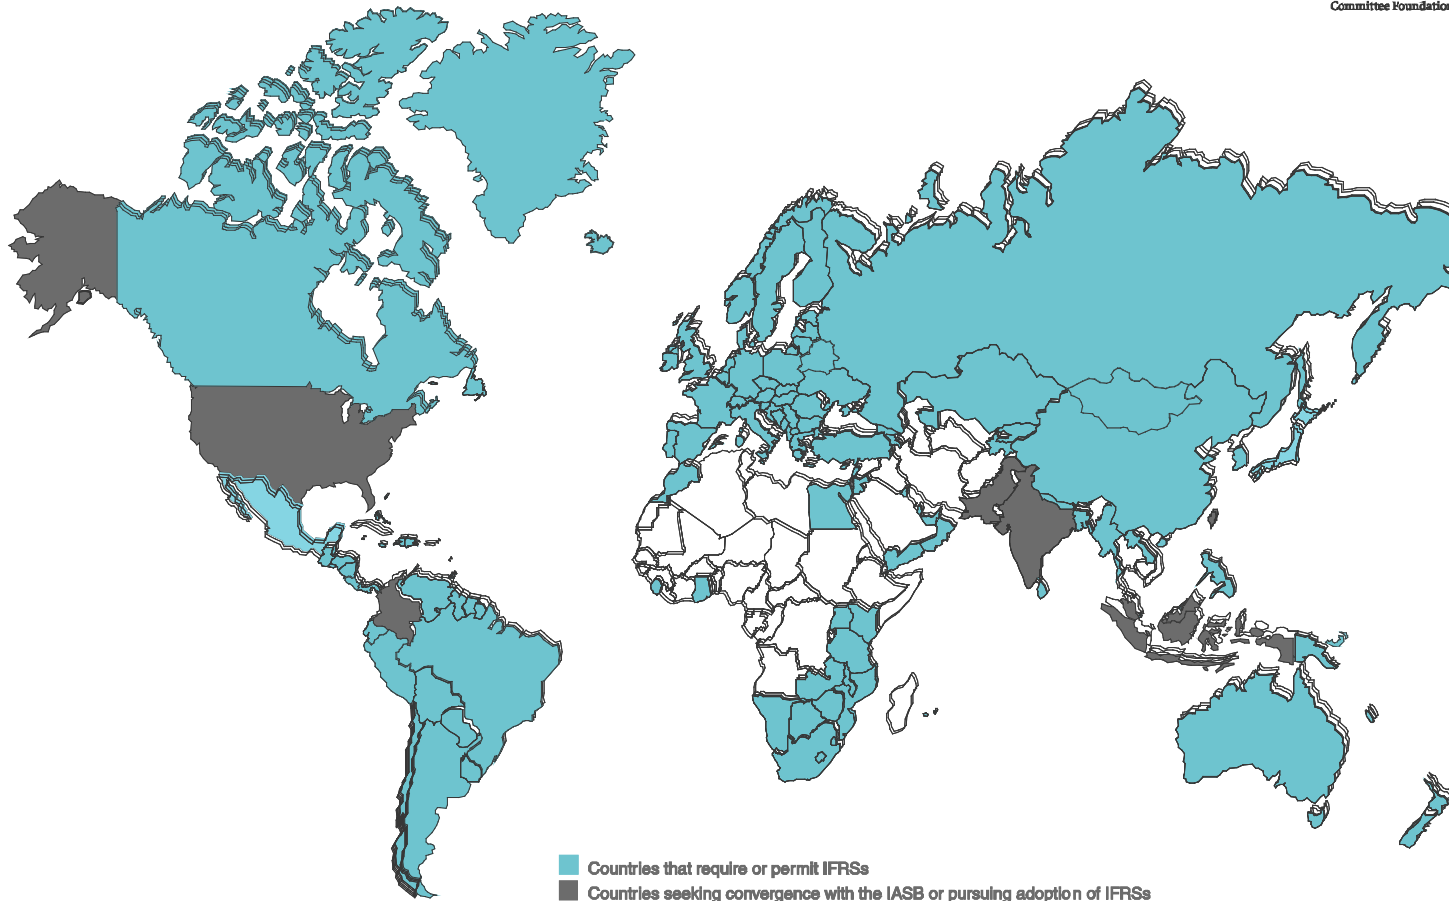 Committee Foundation
Countries that require or permit IFRSs
Countries seeking convergence with the IASB or pursuing adoption of IFRSs